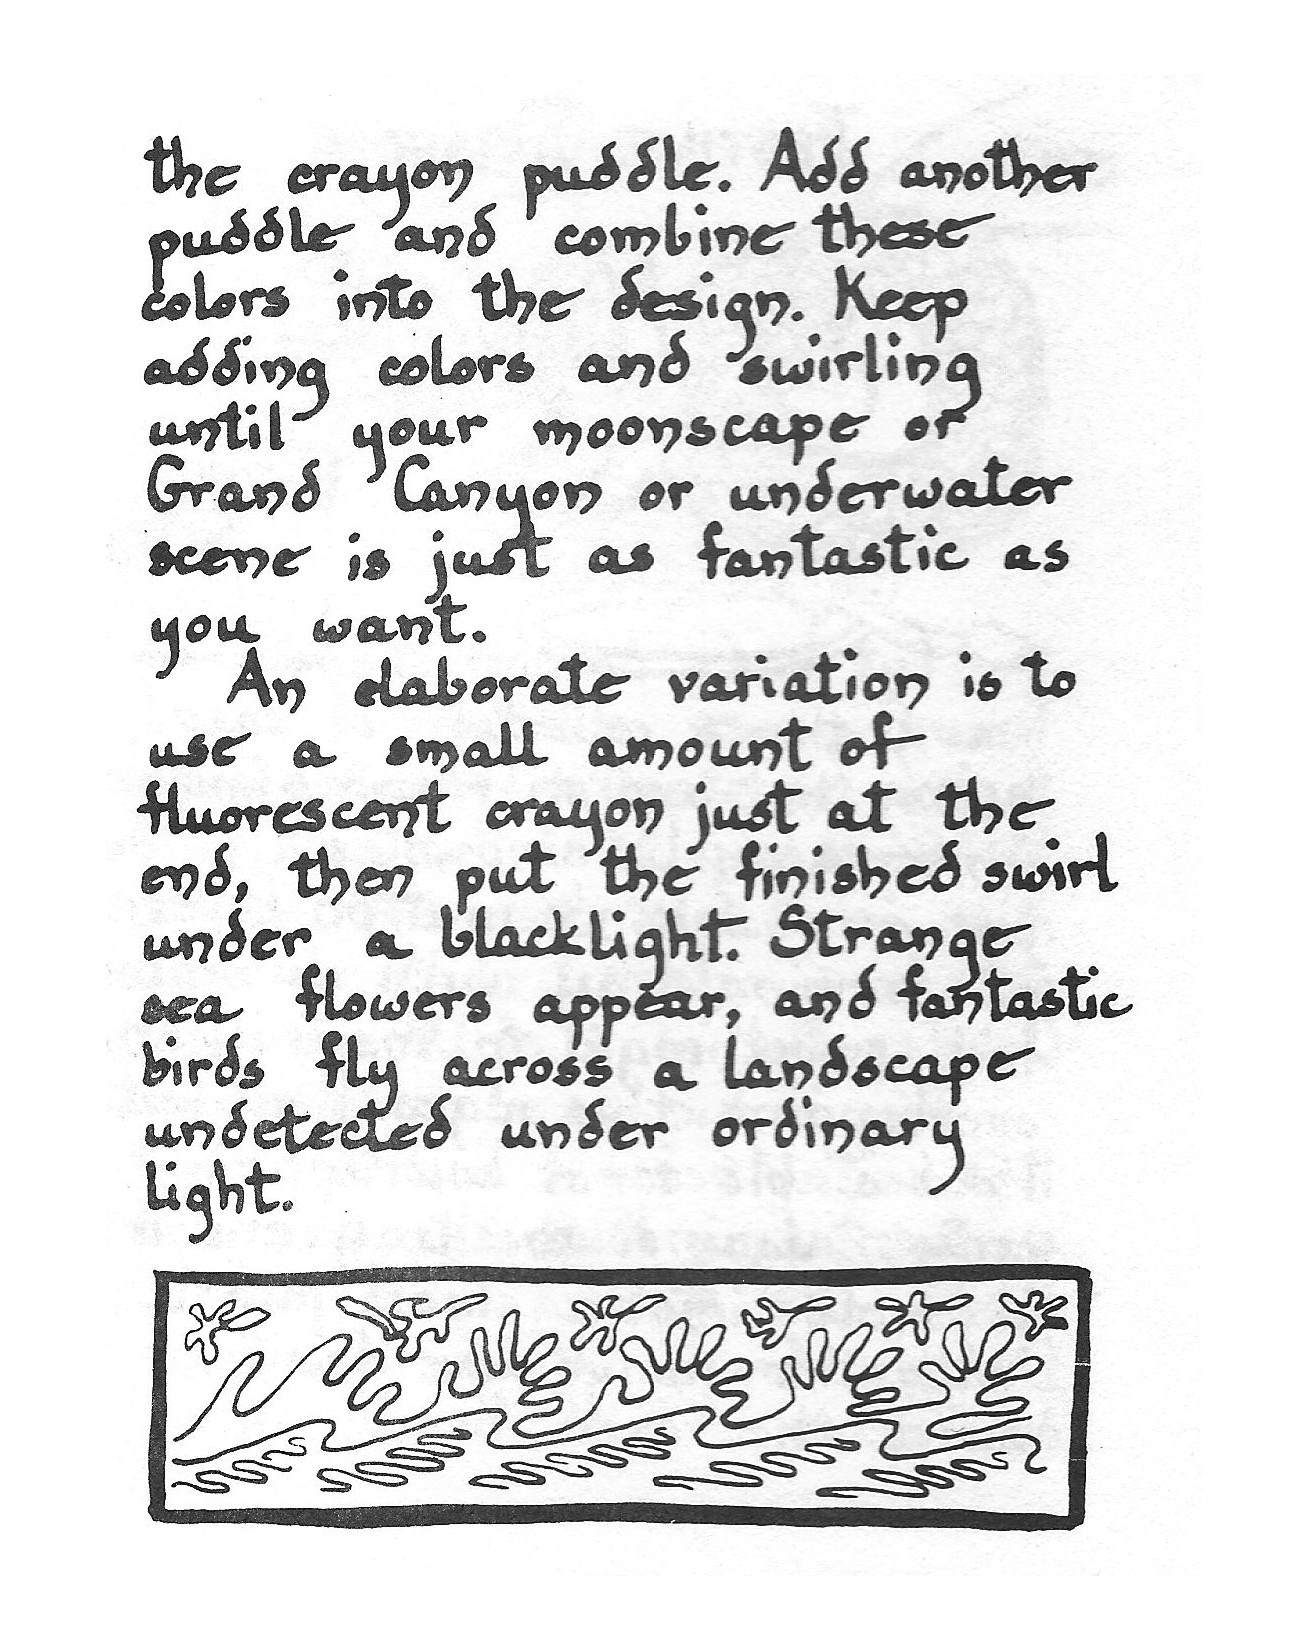 the crayon puddle. Add another
puddle and combine these
colors into the design. Keep
adding colors and swirling
until your moonscape or
Grand Canyon or underwater
scene is just as fantastic as
you want.
An elaborate variation is to
use a small amount of
fluorescent crayon just at the
end, then put the finished swirl
under a blacklight. Strange
sea flowers appear, and fantastic
birds fly across a landscape
undetected under ordinary
light.